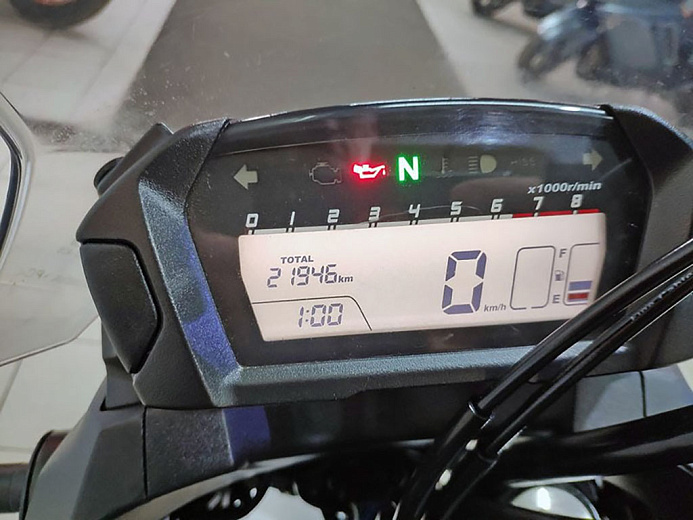 N
x1000r/min
0 1 2 3 4 5 6 7 8
TOTAL
21946km
1:00
0 km/h
F
E